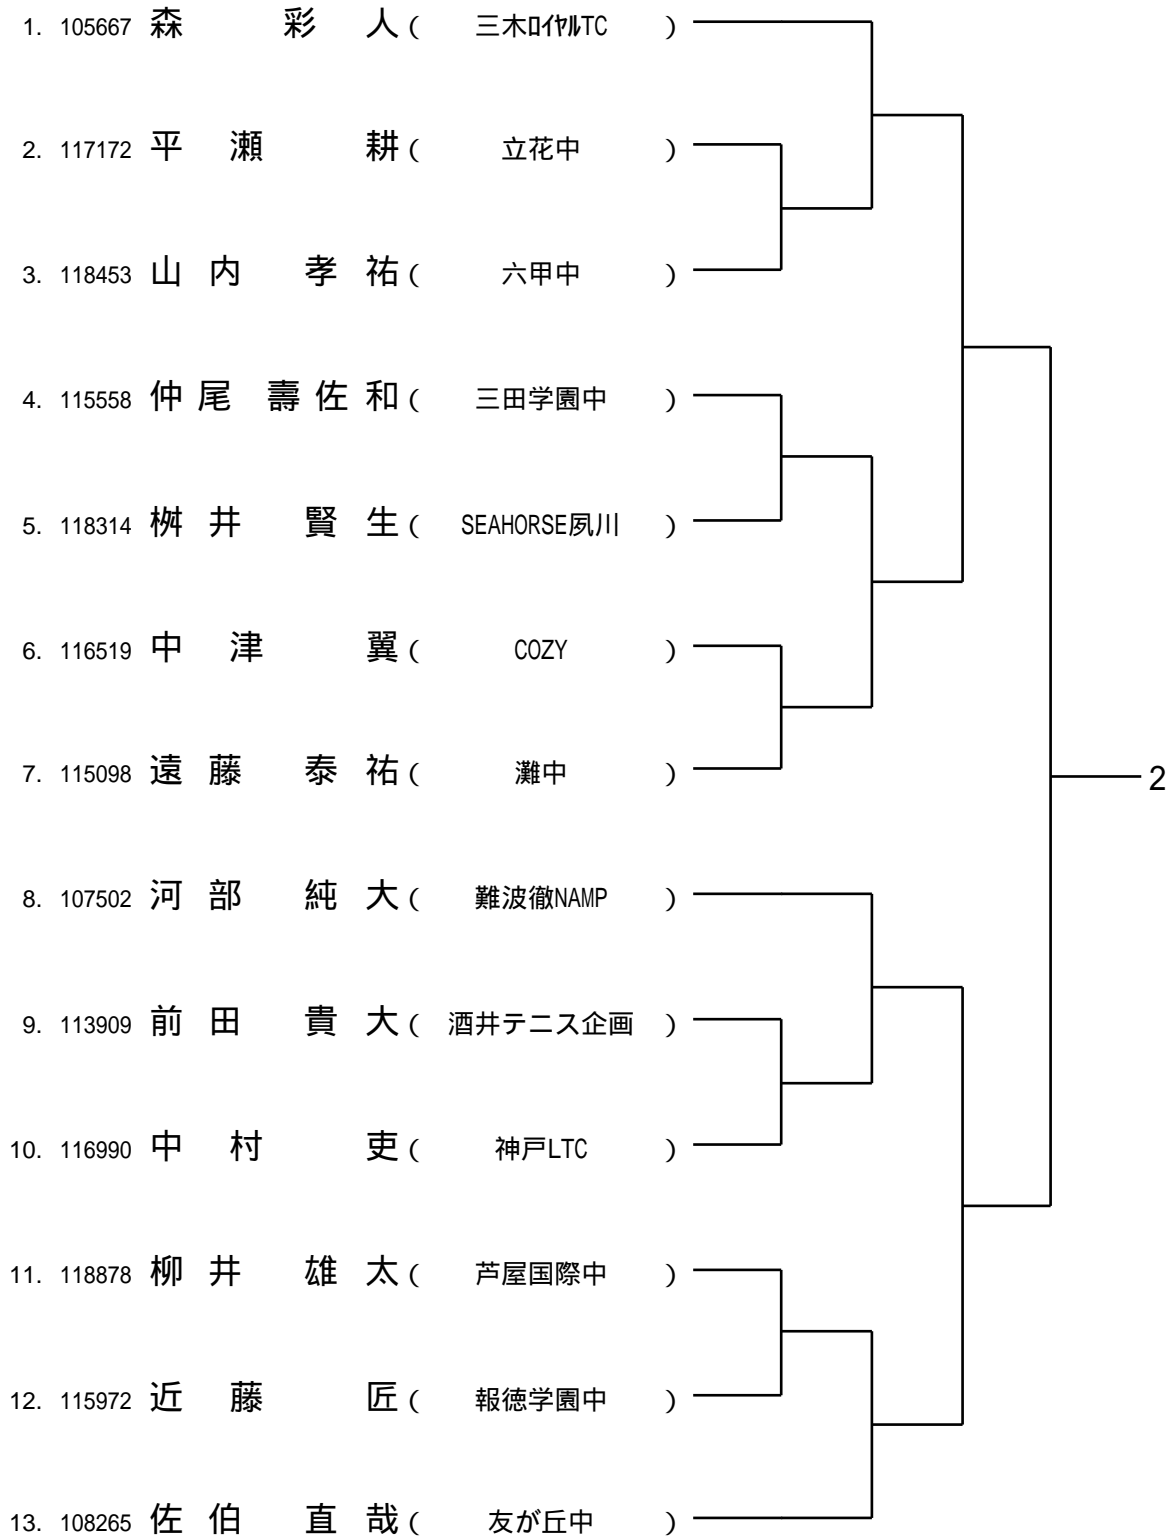 1. 105667 森 彩 人 ( 三木ﾛｲﾔﾙTC )
2. 117172 平 瀬 耕 ( 立花中 )
3. 118453 山 内 孝 祐 ( 六甲中 )
4. 115558 仲 尾 壽 佐 和 ( 三田学園中 )
5. 118314 桝 井 賢 生 ( SEAHORSE夙川 )
6. 116519 中 津 翼 ( COZY )
7. 115098 遠 藤 泰 祐 ( 灘中 )
2
8. 107502 河 部 純 大 ( 難波徹NAMP )
9. 113909 前 田 貴 大 ( 酒井テニス企画 )
10. 116990 中 村 吏 ( 神戸LTC )
11. 118878 柳 井 雄 太 ( 芦屋国際中 )
12. 115972 近 藤 匠 ( 報徳学園中 )
13. 108265 佐 伯 直 哉 ( 友が丘中 )